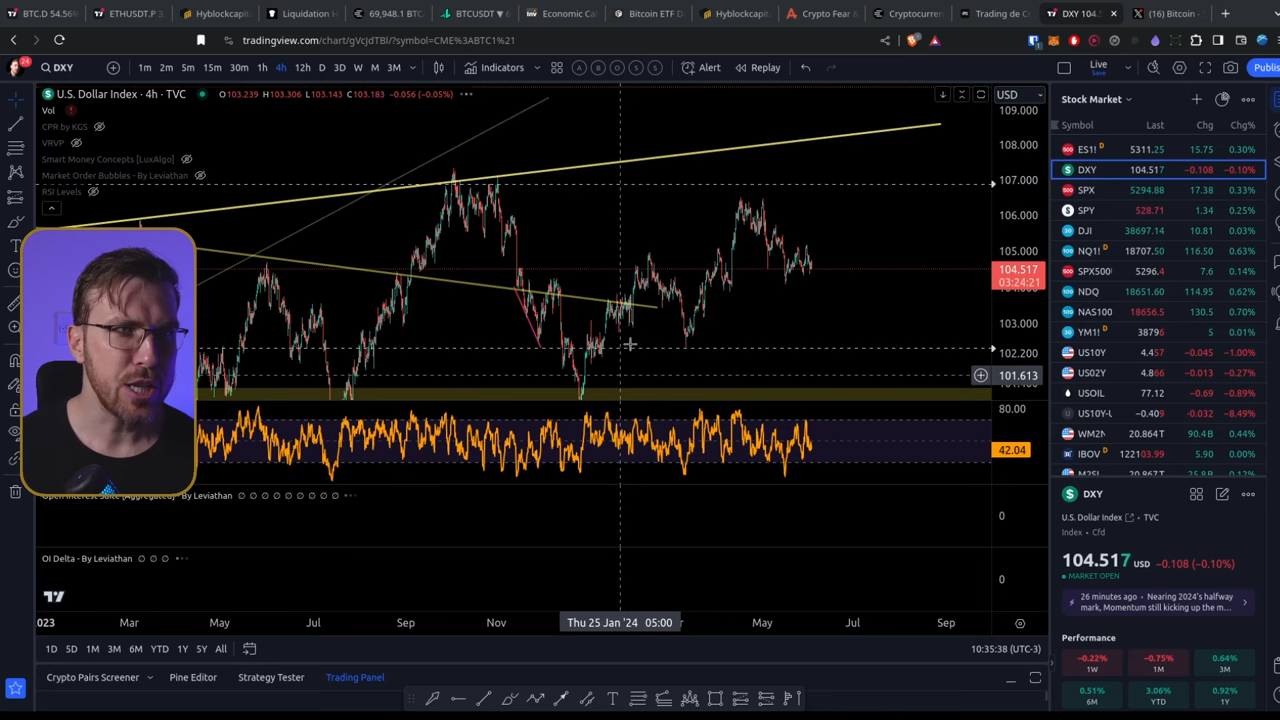 BTC.D 54.56%
ETHUSDT.P 3
Hyblockcapit
Liquidation H
69,948.1 BTC
BTCUSDT ▼ 6
Economic Cal
Bitcoin ETF D
Hyblockcapit
Crypto Fear &
Cryptocurren
Trading de C
DXY 104.5
(16) Bitcoin -
tradingview.com/chart/gVcJdTBl/?symbol=CME%3ABTC1%21
24
DXY
1m 2m 5m 15m 30m 1h 4h 12h D 3D W M 3M
Indicators
A B O S S
Alert
Replay
Live
Save
Publis
U.S. Dollar Index · 4h · TVC
O103.239 H103.306 L103.143 C103.183 -0.056 (-0.05%)
Vol
CPR by KGS
VRVP
Smart Money Concepts [LuxAlgo]
Market Order Bubbles - By Leviathan
RSI Levels
USD
109.000
108.000
107.000
106.000
105.000
104.517
03:24:21
103.000
102.200
101.613
80.00
42.04
Open Interest Suite [Aggregated] - By Leviathan
0
OI Delta - By Leviathan
0
023 Mar May Jul Sep Nov Thu 25 Jan '24 05:00 May Jul Sep
1D 5D 1M 3M 6M YTD 1Y 5Y All
10:35:38 (UTC-3)
Crypto Pairs Screener
Pine Editor
Strategy Tester
Trading Panel
Stock Market
Symbol Last Chg Chg%
ES1! D 5311.25 15.75 0.30%
DXY 104.517 -0.108 -0.10%
SPX 5294.88 17.38 0.33%
SPY 528.71 1.34 0.25%
DJI 38697.14 10.81 0.03%
NQ1! D 18707.50 116.50 0.63%
SPX500 5296.4 7.6 0.14%
NDQ 18651.60 114.95 0.62%
NAS100 18656.5 130.5 0.70%
YM1! D 38796 5 0.01%
US10Y 4.457 -0.045 -1.00%
US02Y 4.866 -0.013 -0.27%
USOIL 77.12 -0.69 -0.89%
US10Y-U -0.409 -0.032 -8.49%
WM2N 20.864T 90.4B 0.44%
IBOV D 122103.99 5.90 0.00%
M2SL 20.867T 25.8B 0.12%
DXY
U.S. Dollar Index · TVC
Index · Cfd
104.517 USD -0.108 (-0.10%)
MARKET OPEN
26 minutes ago · Nearing 2024's halfway
mark, Momentum still kicking up the m...
Performance
-0.22% -0.75% 0.64%
1W 1M 3M
0.51% 3.06% 0.92%
6M YTD 1Y